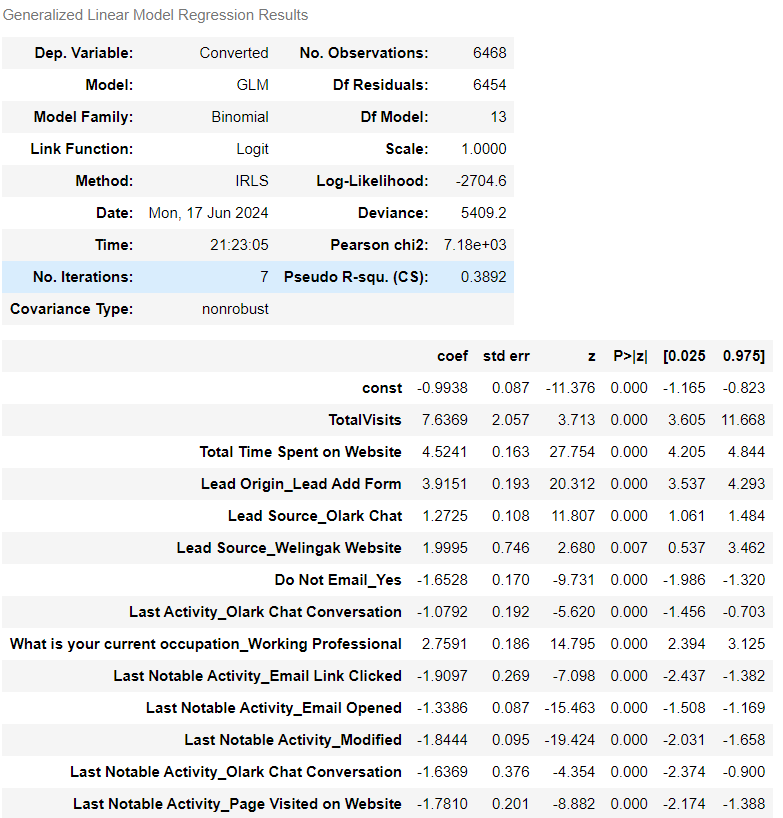 Generalized Linear Model Regression Results
Dep. Variable: Converted No. Observations: 6468
Model: GLM Df Residuals: 6454
Model Family: Binomial Df Model: 13
Link Function: Logit Scale: 1.0000
Method: IRLS Log-Likelihood: -2704.6
Date: Mon, 17 Jun 2024 Deviance: 5409.2
Time: 21:23:05 Pearson chi2: 7.18e+03
No. Iterations: 7 Pseudo R-squ. (CS): 0.3892
Covariance Type: nonrobust
coef std err z P>|z| [0.025 0.975]
const -0.9938 0.087 -11.376 0.000 -1.165 -0.823
TotalVisits 7.6369 2.057 3.713 0.000 3.605 11.668
Total Time Spent on Website 4.5241 0.163 27.754 0.000 4.205 4.844
Lead Origin_Lead Add Form 3.9151 0.193 20.312 0.000 3.537 4.293
Lead Source_Olark Chat 1.2725 0.108 11.807 0.000 1.061 1.484
Lead Source_Welingak Website 1.9995 0.746 2.680 0.007 0.537 3.462
Do Not Email_Yes -1.6528 0.170 -9.731 0.000 -1.986 -1.320
Last Activity_Olark Chat Conversation -1.0792 0.192 -5.620 0.000 -1.456 -0.703
What is your current occupation_Working Professional 2.7591 0.186 14.795 0.000 2.394 3.125
Last Notable Activity_Email Link Clicked -1.9097 0.269 -7.098 0.000 -2.437 -1.382
Last Notable Activity_Email Opened -1.3386 0.087 -15.463 0.000 -1.508 -1.169
Last Notable Activity_Modified -1.8444 0.095 -19.424 0.000 -2.031 -1.658
Last Notable Activity_Olark Chat Conversation -1.6369 0.376 -4.354 0.000 -2.374 -0.900
Last Notable Activity_Page Visited on Website -1.7810 0.201 -8.882 0.000 -2.174 -1.388